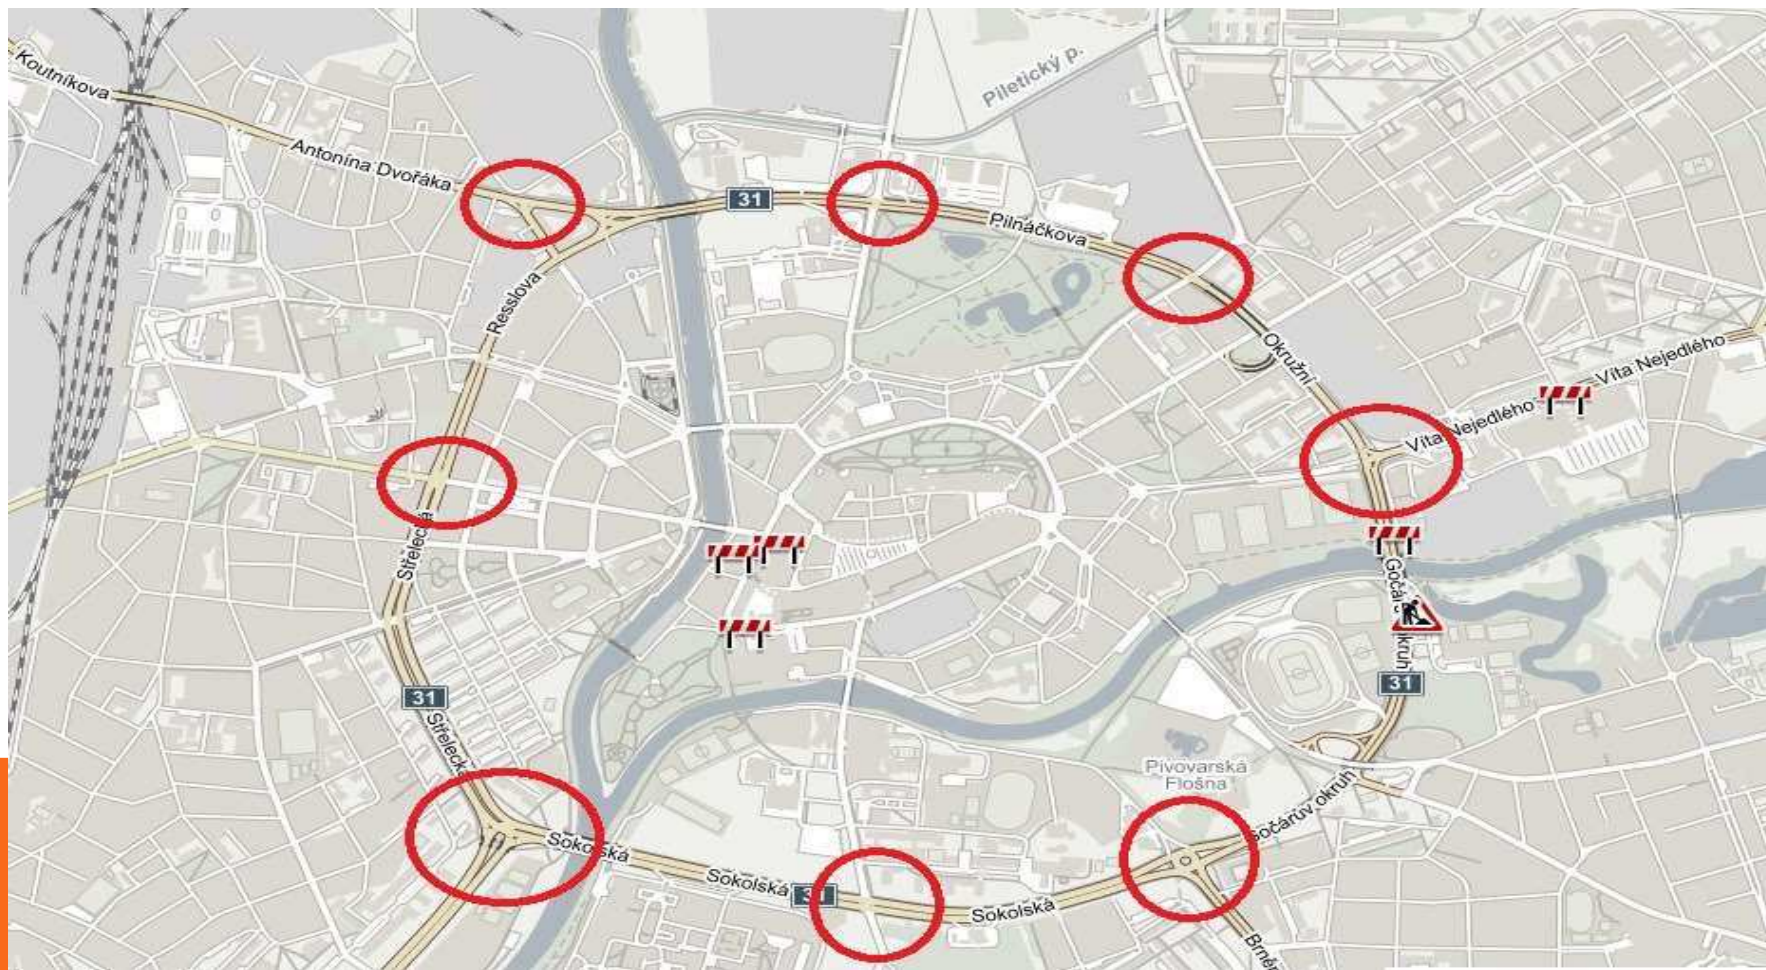 Koutníkova
Piletický p.
Antonína Dvořáka
31
Pilnáčkova
Resslova
Okružní
Víta Nejedlého
Víta Nejedlého
Střelecká
Gočárův okruh
31
31
Střelecká
Pivovarská
Flošna
Gočárův okruh
Sokolská
Sokolská
31
Sokolská